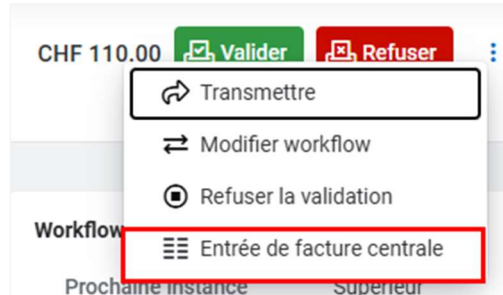 CHF 110.00 Valider Refuser
Transmettre
Modifier workflow
Refuser la validation
Workflow
Entrée de facture centrale
Prochaine instance Supérieur